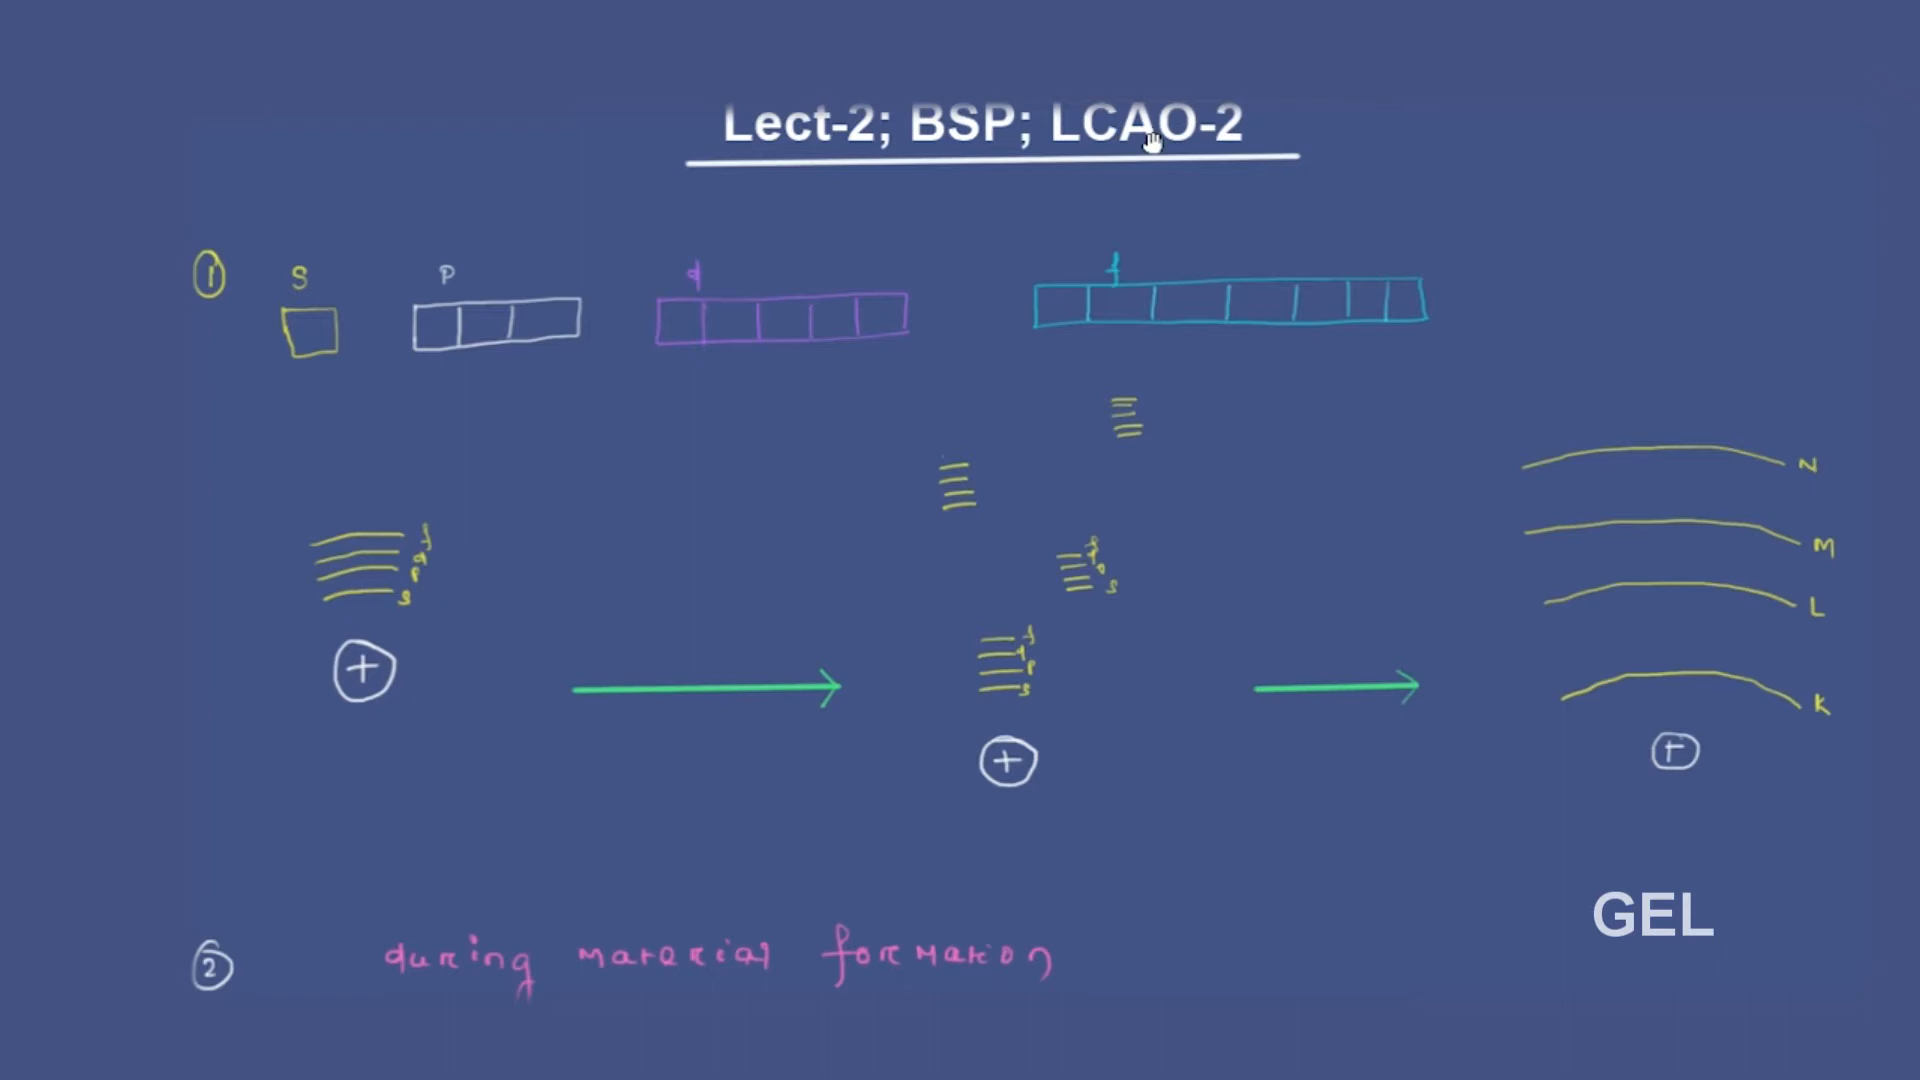 Lect-2; BSP; LCAO-2
① S P d f
f
d
p
s
+
f
d
p
s
f
d
p
s
+
N
M
L
K
+
GEL
② during material formation